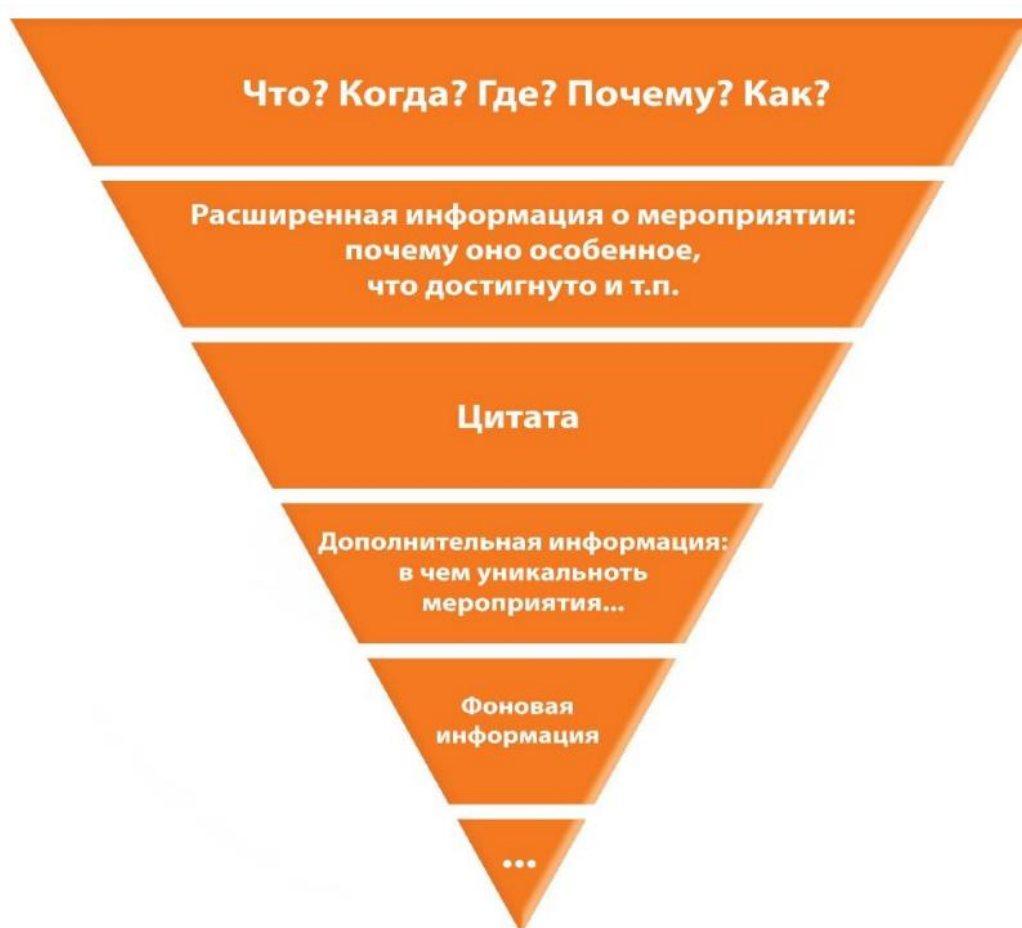 Что? Когда? Где? Почему? Как?
Расширенная информация о мероприятии:
почему оно особенное,
что достигнуто и т.п.
Цитата
Дополнительная информация:
в чем уникальноть
мероприятия...
Фоновая
информация
...